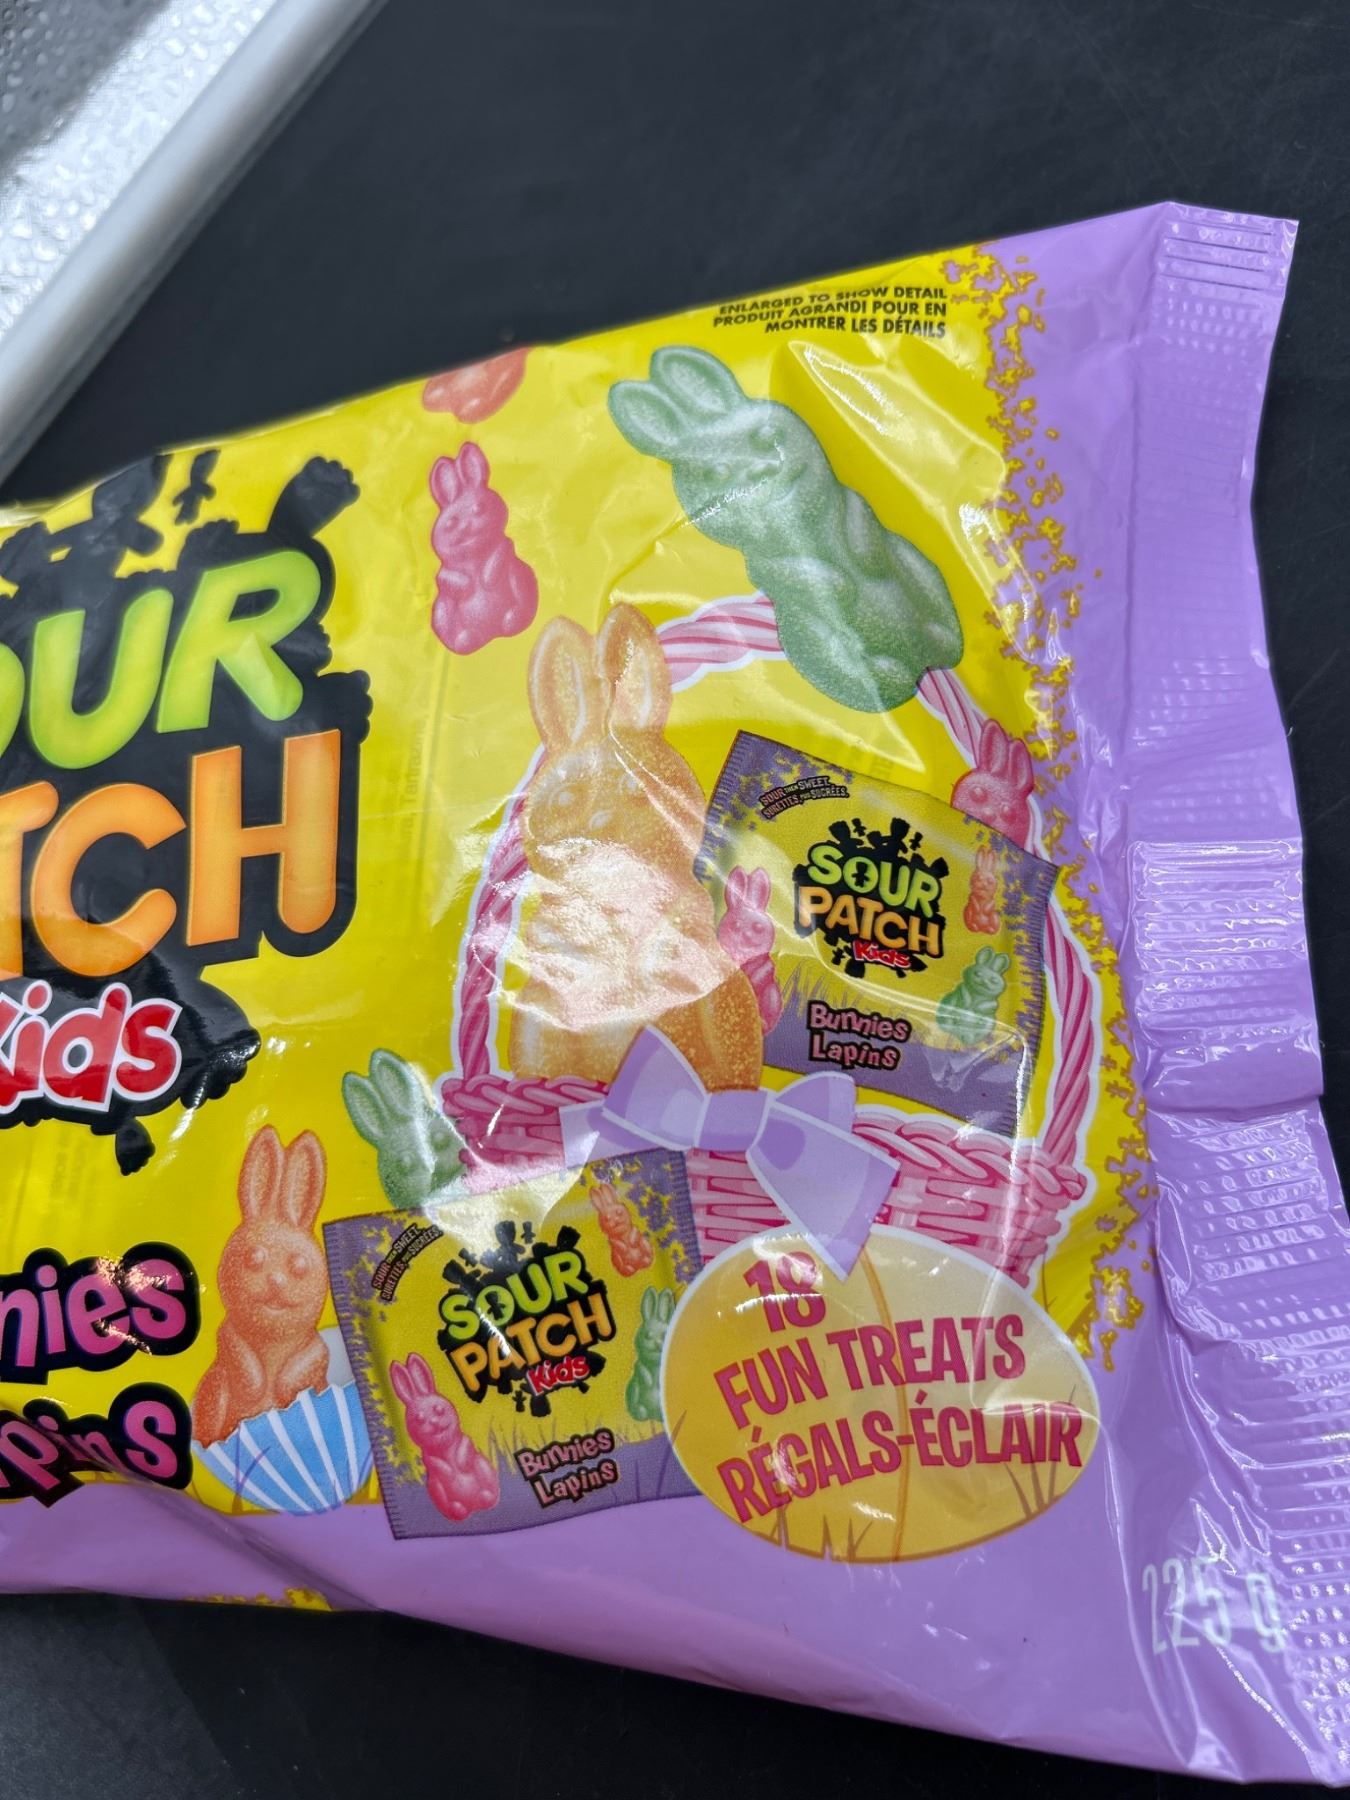 ENLARGED TO SHOW DETAIL
PRODUIT AGRANDI POUR EN
MONTRER LES DÉTAILS
OUR
TCH
Kids
nies
pins
SOUR THEN SWEET
SURETTES PUIS SUCRÉES
SOUR
PATCH
Kids
Bunnies
Lapins
SOUR THEN SWEET
SURETTES PUIS SUCRÉES
SOUR
PATCH
Kids
Bunnies
Lapins
18
FUN TREATS
RÉGALS-ÉCLAIR
225 g